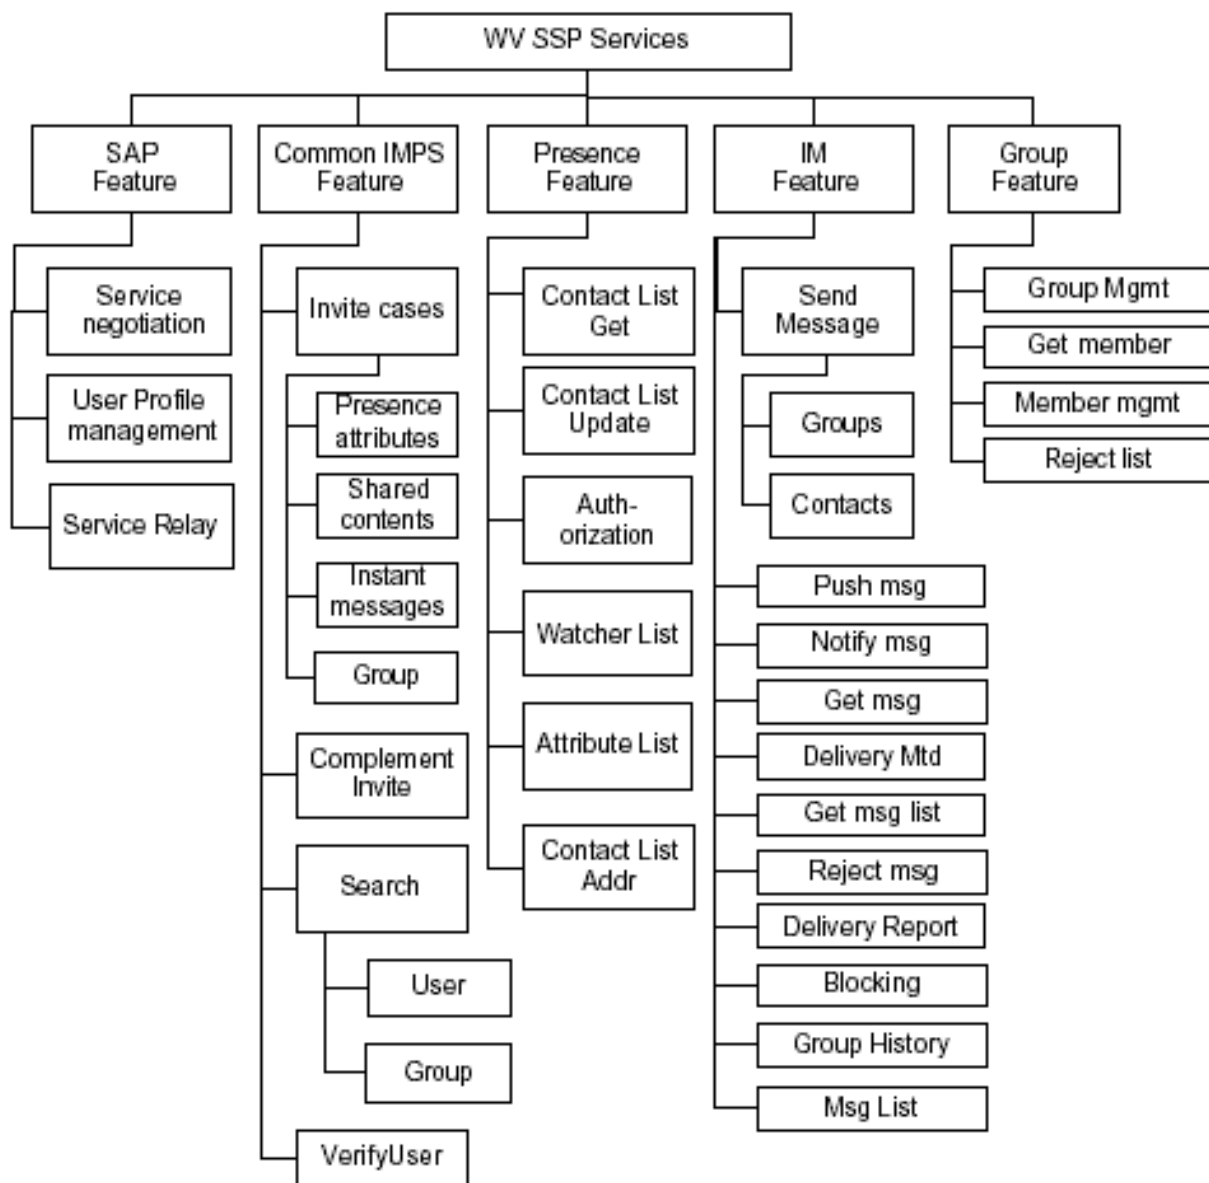 WV SSP Services
SAP
Feature
Service
negotiation
User Profile
management
Service Relay
Common IMPS
Feature
Invite cases
Presence
attributes
Shared
contents
Instant
messages
Group
Complement
Invite
Search
User
Group
VerifyUser
Presence
Feature
Contact List
Get
Contact List
Update
Auth-
orization
Watcher List
Attribute List
Contact List
Addr
IM
Feature
Send
Message
Groups
Contacts
Push msg
Notify msg
Get msg
Delivery Mtd
Get msg list
Reject msg
Delivery Report
Blocking
Group History
Msg List
Group
Feature
Group Mgmt
Get member
Member mgmt
Reject list